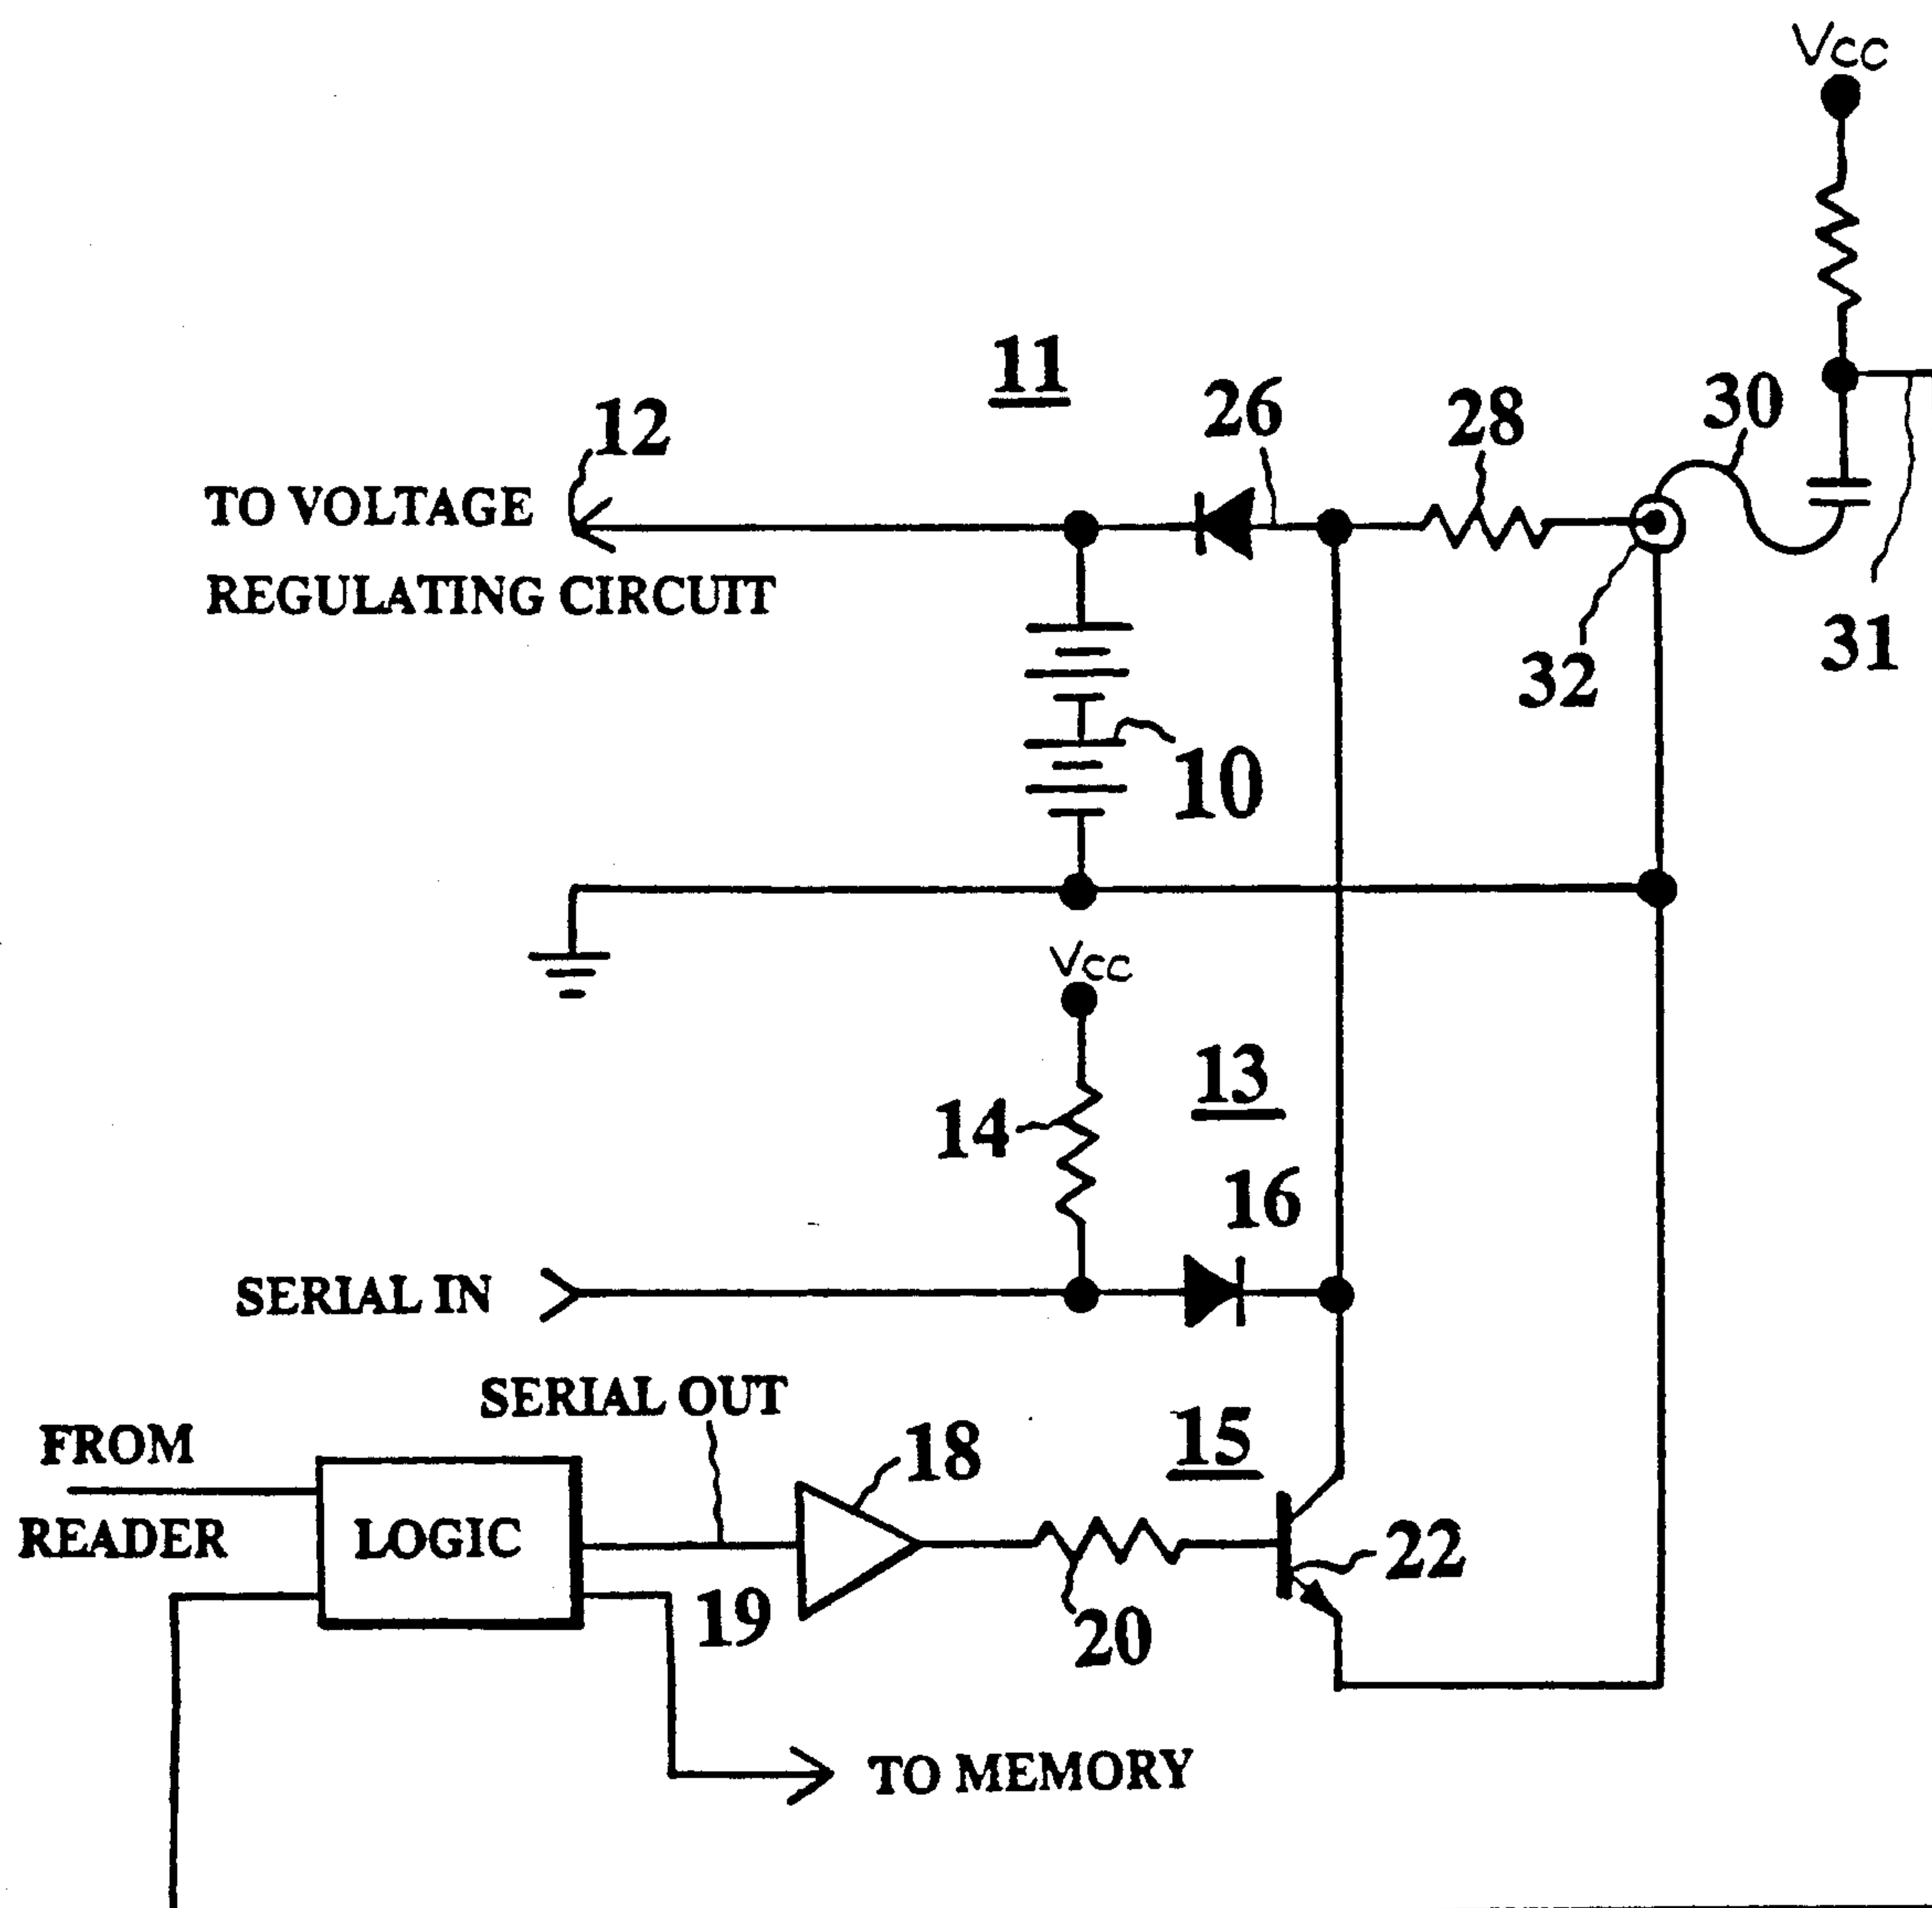 Vcc
11
12
26
28
30
TO VOLTAGE
REGULATING CIRCUIT
31
32
10
Vcc
13
14
16
SERIAL IN
SERIAL OUT
15
18
FROM
READER
LOGIC
22
19
20
TO MEMORY